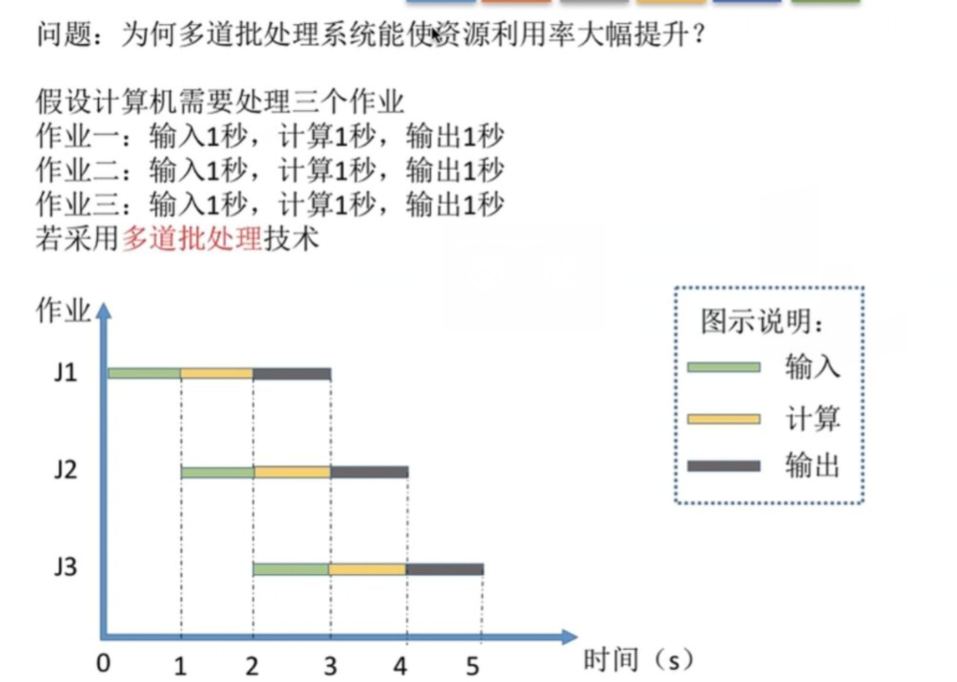 问题：为何多道批处理系统能使资源利用率大幅提升？
假设计算机需要处理三个作业
作业一：输入1秒，计算1秒，输出1秒
作业二：输入1秒，计算1秒，输出1秒
作业三：输入1秒，计算1秒，输出1秒
若采用多道批处理技术
作业
J1
J2
J3
0 1 2 3 4 5
时间（s）
图示说明：
输入
计算
输出